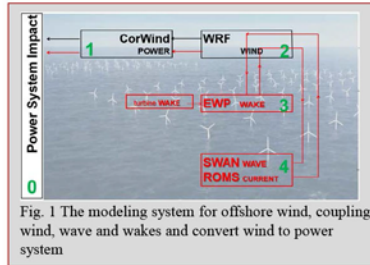 Power System Impact
0
1
CorWind
POWER
WRF
WIND
2
turbine WAKE
EWP WAKE
3
SWAN WAVE
4
ROMS CURRENT
Fig. 1 The modeling system for offshore wind, coupling
wind, wave and wakes and convert wind to power
system